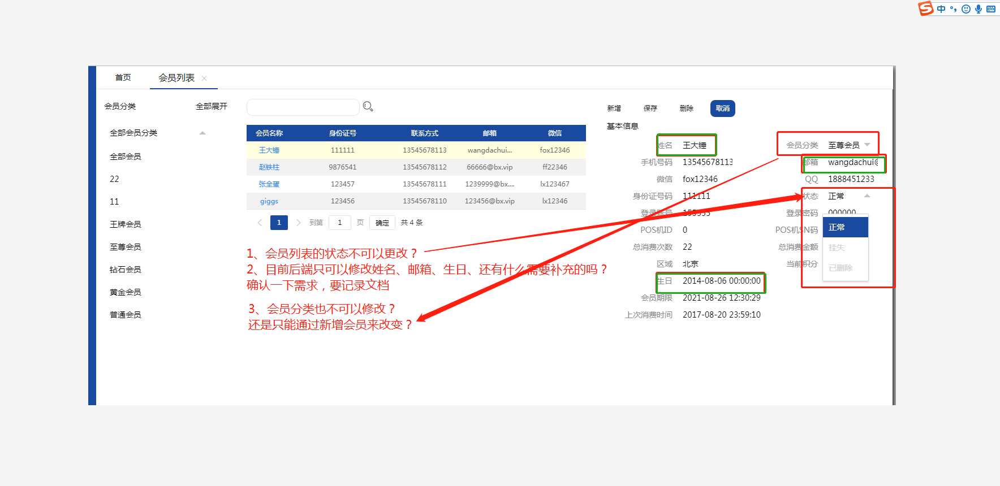 中
首页 会员列表
会员分类 全部展开
全部会员分类
全部会员
22
11
王牌会员
至尊会员
钻石会员
黄金会员
普通会员
会员名称 身份证号 联系方式 邮箱 微信
王大锤 111111 13545678113 wangdachui... fox12346
赵铁柱 9876541 13545678112 66666@bx.vip ff22346
张全蛋 123457 13545678111 1239999@bx.... lx123467
giggs 123456 13545678110 123456@bx.vip lx12346
1 到第 1 页 确定 共 4 条
1、会员列表的状态不可以更改？
2、目前后端只可以修改姓名、邮箱、生日、还有什么需要补充的吗？
确认一下需求，要记录文档
3、会员分类也不可以修改？
还是只能通过新增会员来改变？
新增 保存 删除 取消
基本信息
姓名 王大锤 会员分类 至尊会员
手机号码 13545678113 邮箱 wangdachui@
微信 fox12346 QQ 1888451233
身份证号码 111111 状态 正常
登录账号 155555 登录密码 000000
POS机ID 0 POS机SN码
总消费次数 22 总消费金额
区域 北京 当前积分
生日 2014-08-06 00:00:00
会员期限 2021-08-26 12:30:29
上次消费时间 2017-08-20 23:59:10
正常
挂失
已删除